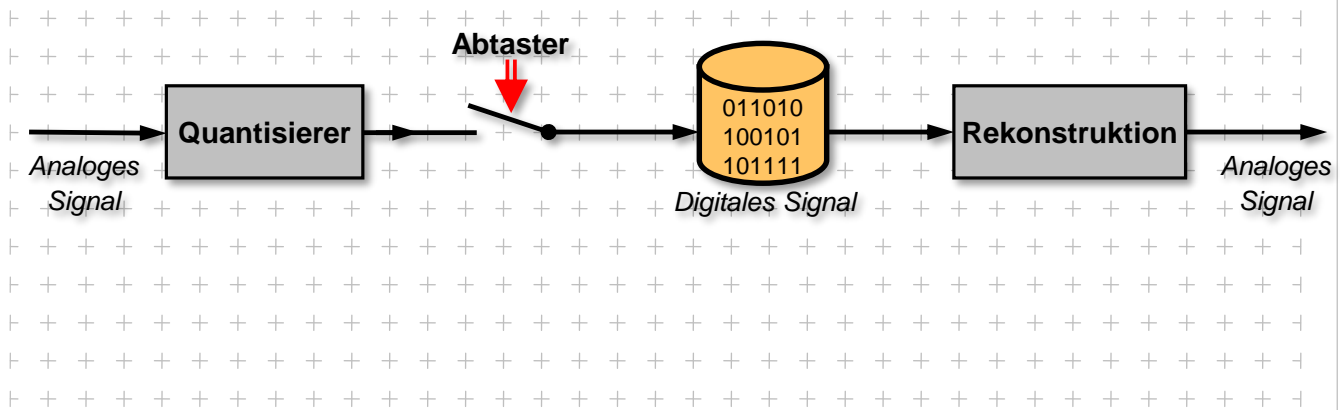 Abtaster
Quantisierer
011010
100101
101111
Rekonstruktion
Analoges
Signal
Digitales Signal
Analoges
Signal